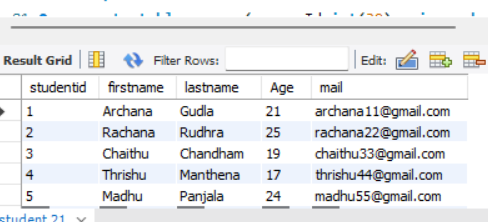 Result Grid Filter Rows: Edit:
studentid firstname lastname Age mail
1 Archana Gudla 21 archana11@gmail.com
2 Rachana Rudhra 25 rachana22@gmail.com
3 Chaithu Chandham 19 chaithu33@gmail.com
4 Thrishu Manthena 17 thrishu44@gmail.com
5 Madhu Panjala 24 madhu55@gmail.com
student 21